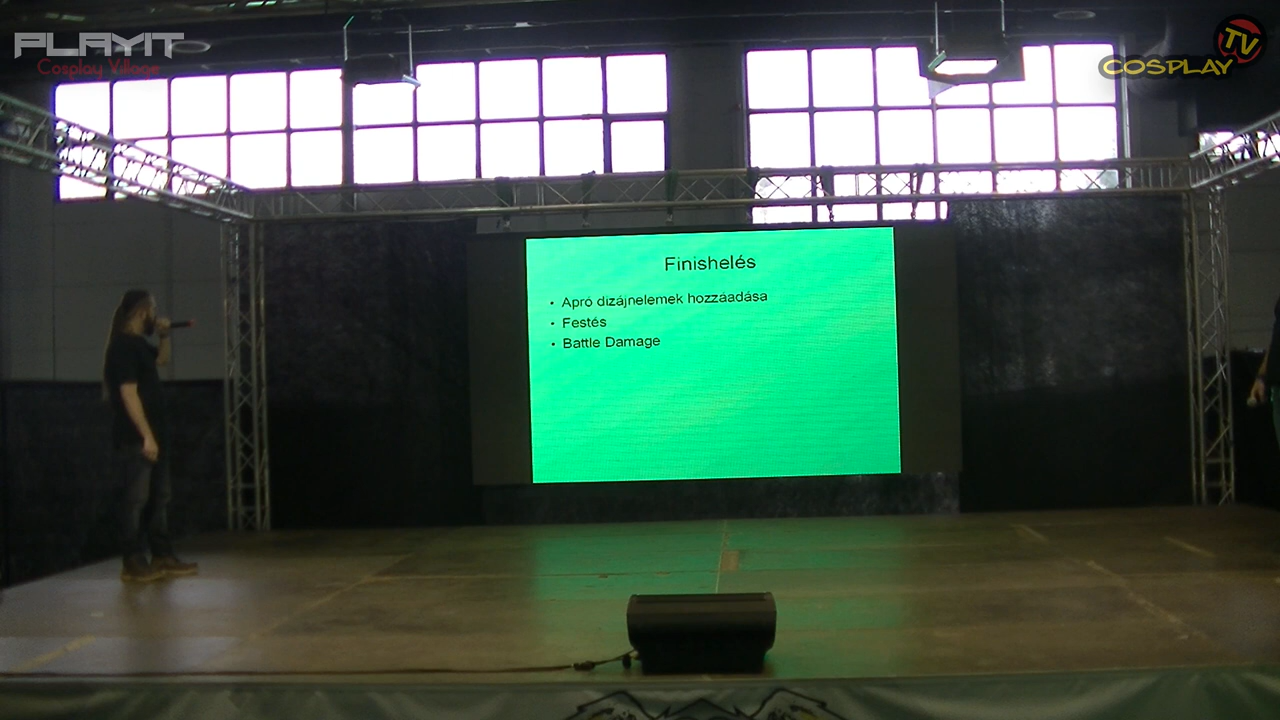 PLAYIT
Cosplay Village
TV
COSPLAY
Finishelés
• Apró dizájnelemek hozzáadása
• Festés
• Battle Damage